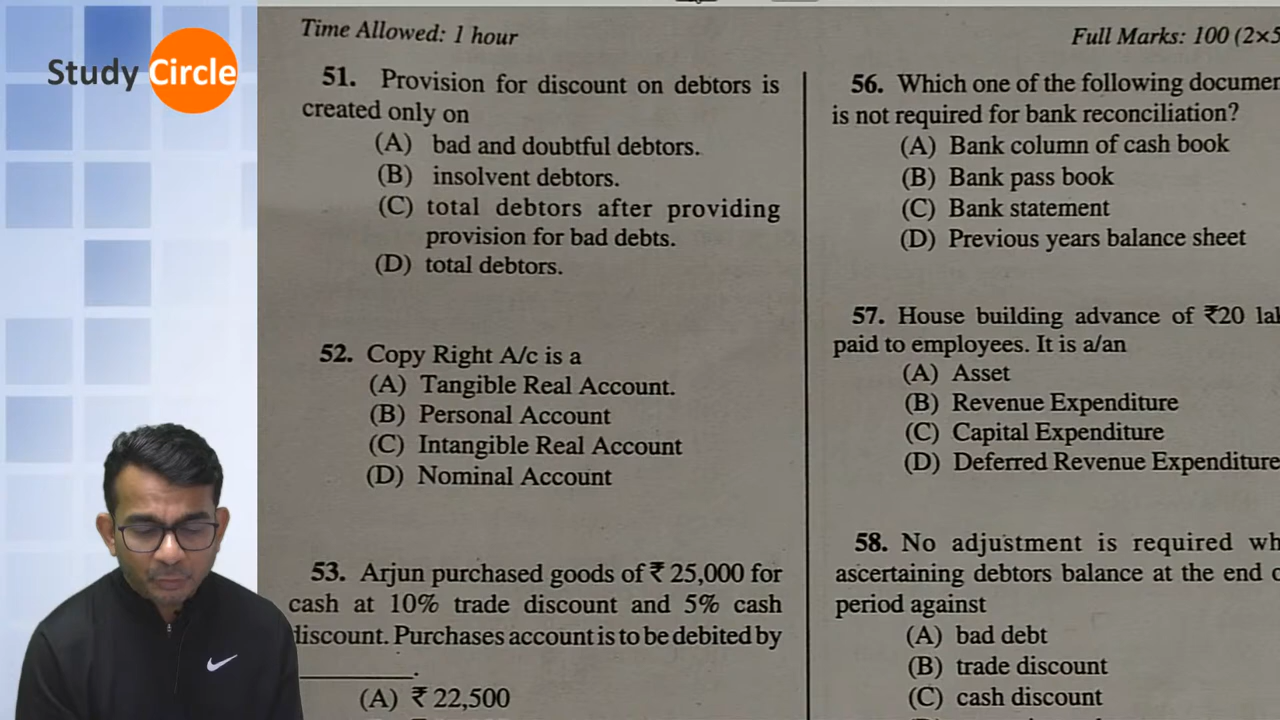 Study Circle
Time Allowed: 1 hour
Full Marks: 100 (2×5
51. Provision for discount on debtors is
created only on
(A) bad and doubtful debtors.
(B) insolvent debtors.
(C) total debtors after providing
provision for bad debts.
(D) total debtors.
52. Copy Right A/c is a
(A) Tangible Real Account.
(B) Personal Account
(C) Intangible Real Account
(D) Nominal Account
53. Arjun purchased goods of ₹ 25,000 for
cash at 10% trade discount and 5% cash
discount. Purchases account is to be debited by
.
(A) ₹ 22,500
56. Which one of the following documen
is not required for bank reconciliation?
(A) Bank column of cash book
(B) Bank pass book
(C) Bank statement
(D) Previous years balance sheet
57. House building advance of ₹20 lak
paid to employees. It is a/an
(A) Asset
(B) Revenue Expenditure
(C) Capital Expenditure
(D) Deferred Revenue Expenditure
58. No adjustment is required wh
ascertaining debtors balance at the end o
period against
(A) bad debt
(B) trade discount
(C) cash discount